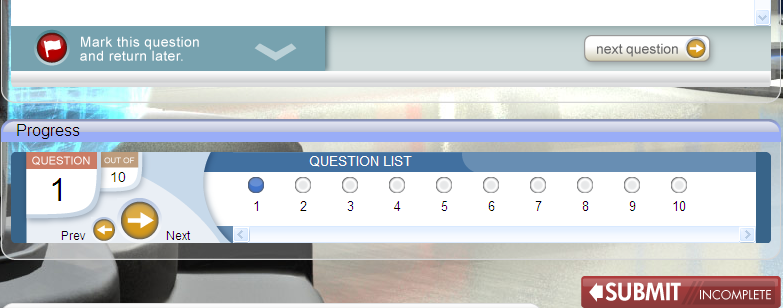 Mark this question
and return later.
next question
Progress
QUESTION
OUT OF
QUESTION LIST
1
10
1 2 3 4 5 6 7 8 9 10
Prev
Next
SUBMIT INCOMPLETE